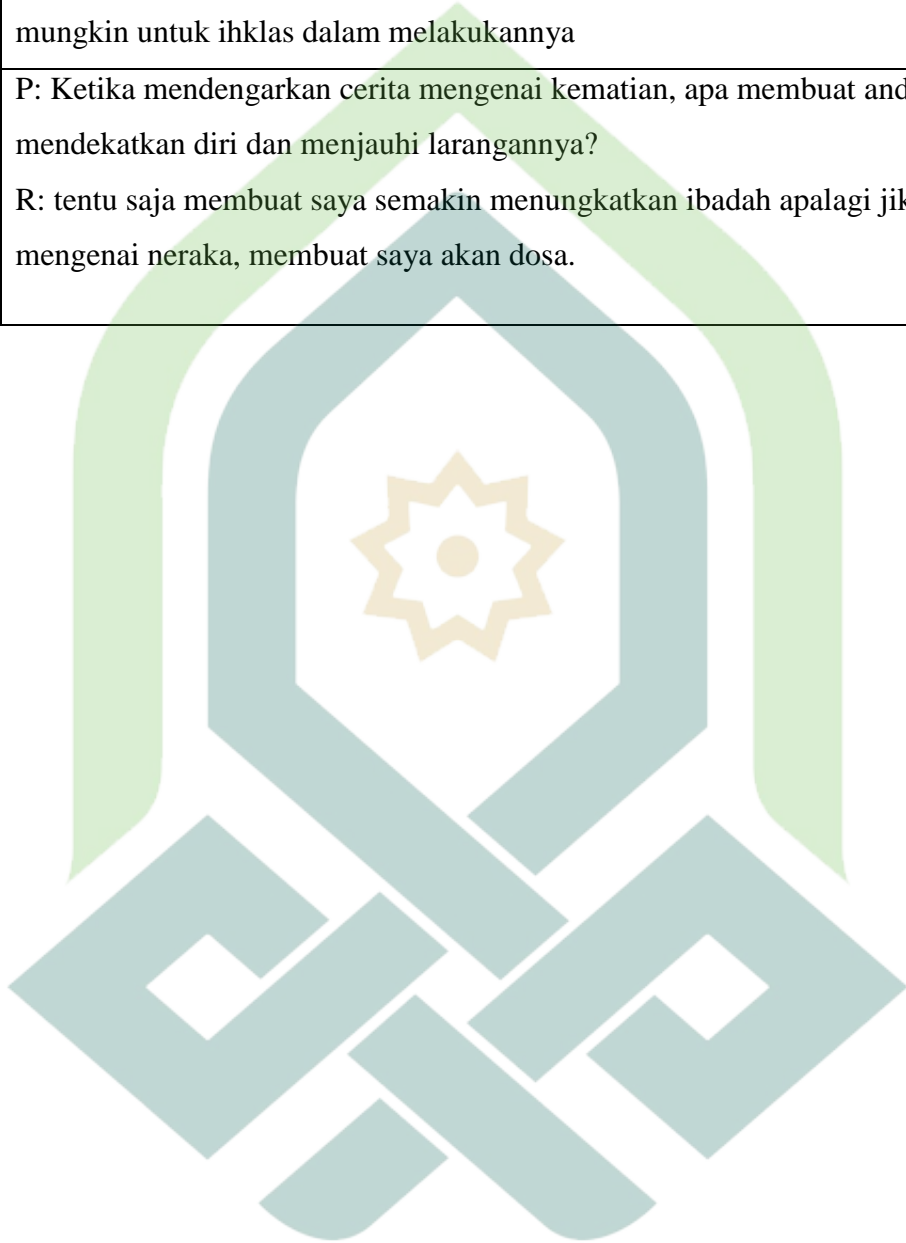 mungkin untuk ihklas dalam melakukannya
P: Ketika mendengarkan cerita mengenai kematian, apa membuat and
mendekatkan diri dan menjauhi larangannya?
R: tentu saja membuat saya semakin menungkatkan ibadah apalagi jik
mengenai neraka, membuat saya akan dosa.